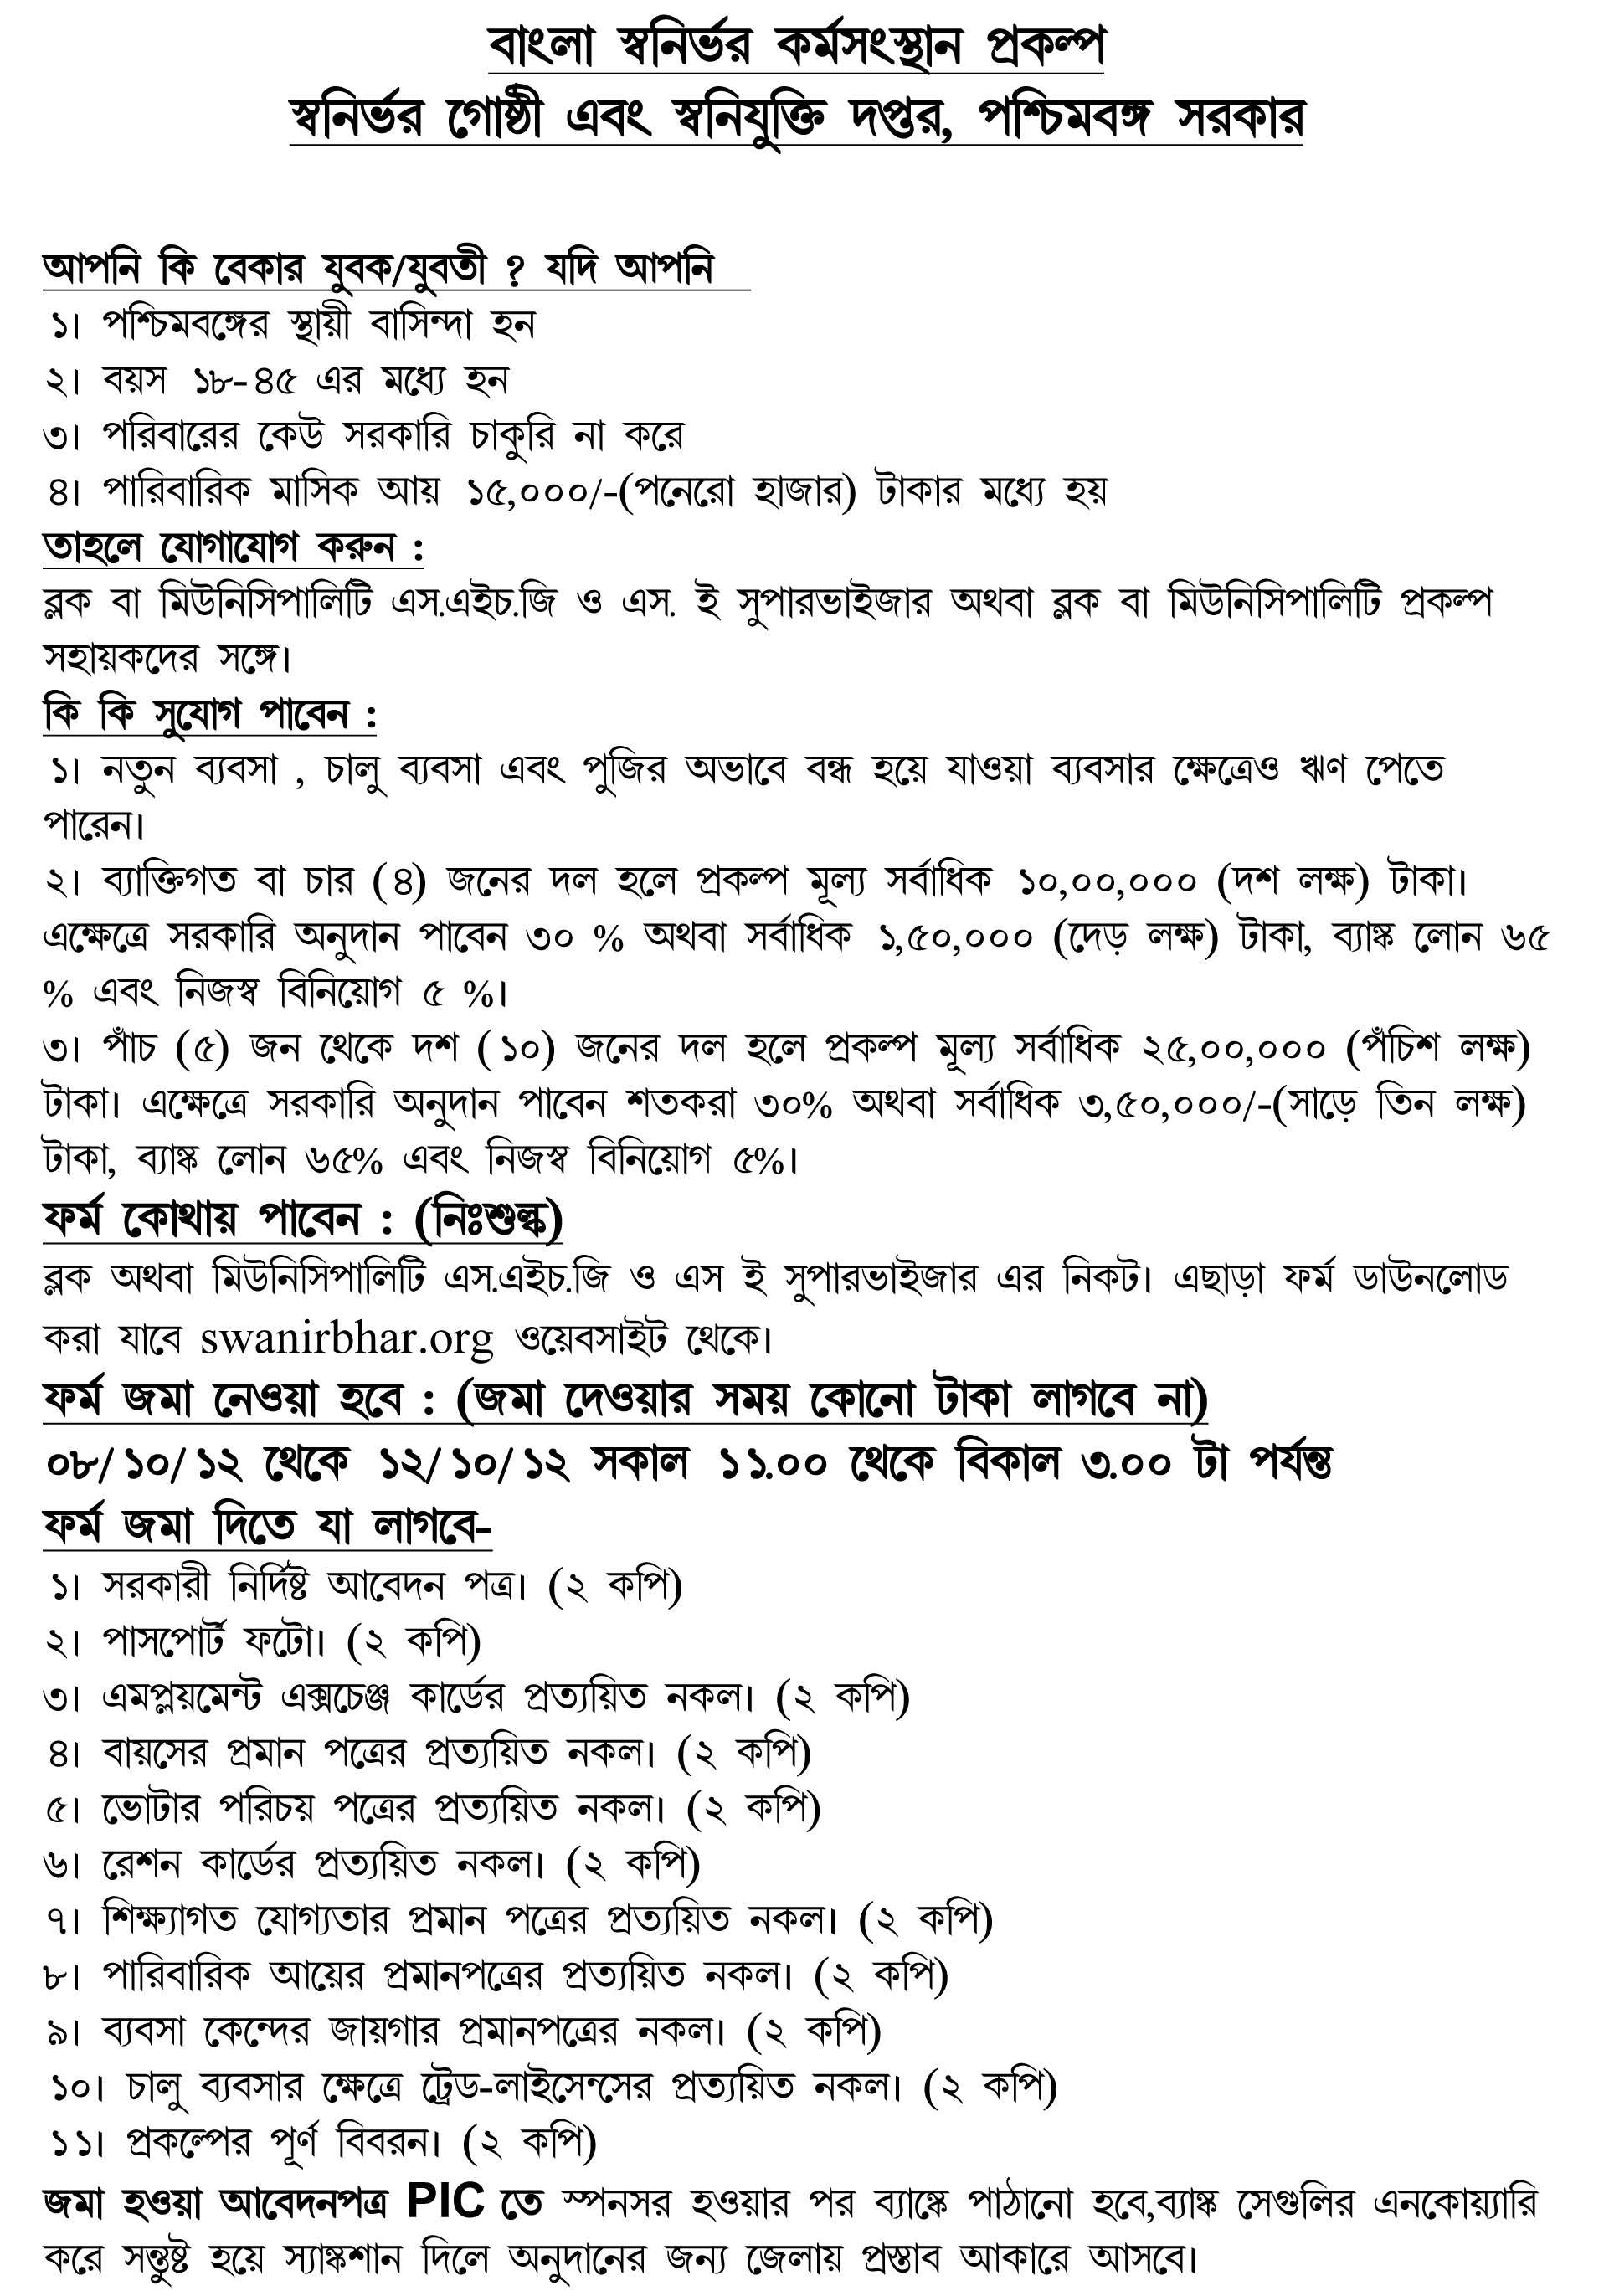 বাংলা স্বনির্ভর কর্মসংস্থান প্রকল্প
স্বনির্ভর গোষ্ঠী এবং স্বনিযুক্তি দপ্তর, পশ্চিমবঙ্গ সরকার
আপনি কি বেকার যুবক/যুবতী ? যদি আপনি
১। পশ্চিমবঙ্গের স্থায়ী বাসিন্দা হন
২। বয়স ১৮-৪৫ এর মধ্যে হন
৩। পরিবারের কেউ সরকারি চাকুরি না করে
৪। পারিবারিক মাসিক আয় ১৫,০০০/-(পনেরো হাজার) টাকার মধ্যে হয়
তাহলে যোগাযোগ করুন :
ব্লক বা মিউনিসিপালিটি এস.এইচ.জি ও এস. ই সুপারভাইজার অথবা ব্লক বা মিউনিসিপালিটি প্রকল্প
সহায়কদের সঙ্গে।
কি কি সুযোগ পাবেন :
১। নতুন ব্যবসা , চালু ব্যবসা এবং পুজির অভাবে বন্ধ হয়ে যাওয়া ব্যবসার ক্ষেত্রেও ঋণ পেতে
পারেন।
২। ব্যাক্তিগত বা চার (৪) জনের দল হলে প্রকল্প মূল্য সর্বাধিক ১০,০০,০০০ (দশ লক্ষ) টাকা।
এক্ষেত্রে সরকারি অনুদান পাবেন ৩০ % অথবা সর্বাধিক ১,৫০,০০০ (দেড় লক্ষ) টাকা, ব্যাঙ্ক লোন ৬৫
% এবং নিজস্ব বিনিয়োগ ৫ %।
৩। পাঁচ (৫) জন থেকে দশ (১০) জনের দল হলে প্রকল্প মূল্য সর্বাধিক ২৫,০০,০০০ (পঁচিশ লক্ষ)
টাকা। এক্ষেত্রে সরকারি অনুদান পাবেন শতকরা ৩০% অথবা সর্বাধিক ৩,৫০,০০০/-(সাড়ে তিন লক্ষ)
টাকা, ব্যাঙ্ক লোন ৬৫% এবং নিজস্ব বিনিয়োগ ৫%।
ফর্ম কোথায় পাবেন : (নিঃশুল্ক)
ব্লক অথবা মিউনিসিপালিটি এস.এইচ.জি ও এস ই সুপারভাইজার এর নিকট। এছাড়া ফর্ম ডাউনলোড
করা যাবে swanirbhar.org ওয়েবসাইট থেকে।
ফর্ম জমা নেওয়া হবে : (জমা দেওয়ার সময় কোনো টাকা লাগবে না)
০৮/১০/১২ থেকে ১২/১০/১২ সকাল ১১.০০ থেকে বিকাল ৩.০০ টা পর্যন্ত
ফর্ম জমা দিতে যা লাগবে-
১। সরকারী নির্দিষ্ট আবেদন পত্র। (২ কপি)
২। পাসপোর্ট ফটো। (২ কপি)
৩। এমপ্লয়মেন্ট এক্সচেঞ্জ কার্ডের প্রত্যয়িত নকল। (২ কপি)
৪। বায়সের প্রমান পত্রের প্রত্যয়িত নকল। (২ কপি)
৫। ভোটার পরিচয় পত্রের প্রত্যয়িত নকল। (২ কপি)
৬। রেশন কার্ডের প্রত্যয়িত নকল। (২ কপি)
৭। শিক্ষ্যাগত যোগ্যতার প্রমান পত্রের প্রত্যয়িত নকল। (২ কপি)
৮। পারিবারিক আয়ের প্রমানপত্রের প্রত্যয়িত নকল। (২ কপি)
৯। ব্যবসা কেন্দের জায়গার প্রমানপত্রের নকল। (২ কপি)
১০। চালু ব্যবসার ক্ষেত্রে ট্রেড-লাইসেন্সের প্রত্যয়িত নকল। (২ কপি)
১১। প্রকল্পের পূর্ণ বিবরন। (২ কপি)
জমা হওয়া আবেদনপত্র PIC তে স্পনসর হওয়ার পর ব্যাঙ্কে পাঠানো হবে,ব্যাঙ্ক সেগুলির এনকোয়্যারি
করে সন্তুষ্ট হয়ে স্যাঙ্কশান দিলে অনুদানের জন্য জেলায় প্রস্তাব আকারে আসবে।